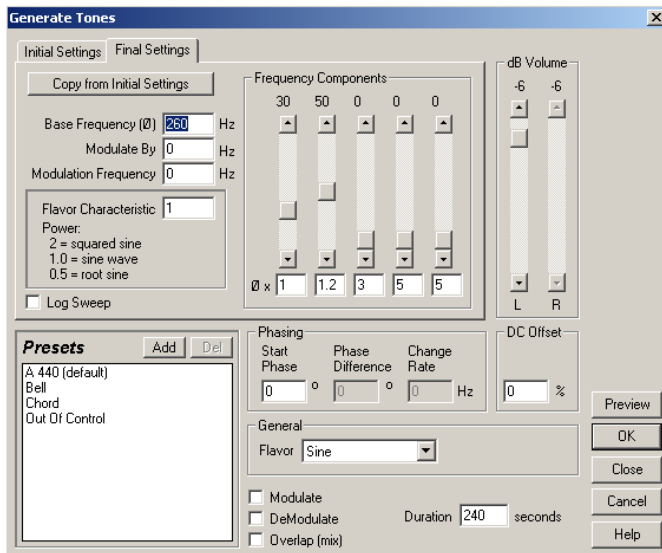 Generate Tones
Initial Settings Final Settings
Copy from Initial Settings
Base Frequency (Ø) 260 Hz
Modulate By 0 Hz
Modulation Frequency 0 Hz
Flavor Characteristic 1
Power:
2 = squared sine
1.0 = sine wave
0.5 = root sine
Log Sweep
Frequency Components
30 50 0 0 0
Ø x 1 1.2 3 5 5
dB Volume
-6 -6
L R
Presets Add Del
A 440 (default)
Bell
Chord
Out Of Control
Phasing
Start Phase Change
Phase Difference Rate
0 ° 0 ° 0 Hz
DC Offset
0 %
General
Flavor Sine
Modulate
DeModulate
Overlap (mix)
Duration 240 seconds
Preview
OK
Close
Cancel
Help